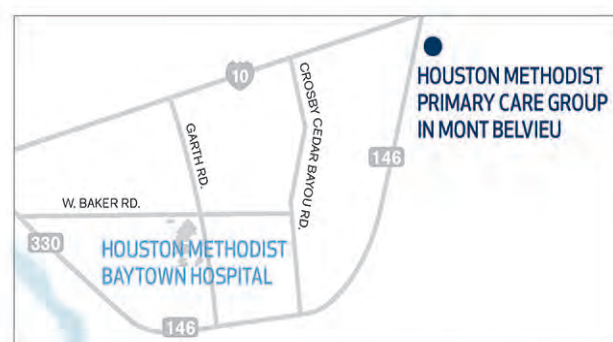 10
HOUSTON METHODIST
PRIMARY CARE GROUP
IN MONT BELVIEU
CROSBY CEDAR BAYOU RD.
GARTH RD.
146
W. BAKER RD.
330
HOUSTON METHODIST
BAYTOWN HOSPITAL
146